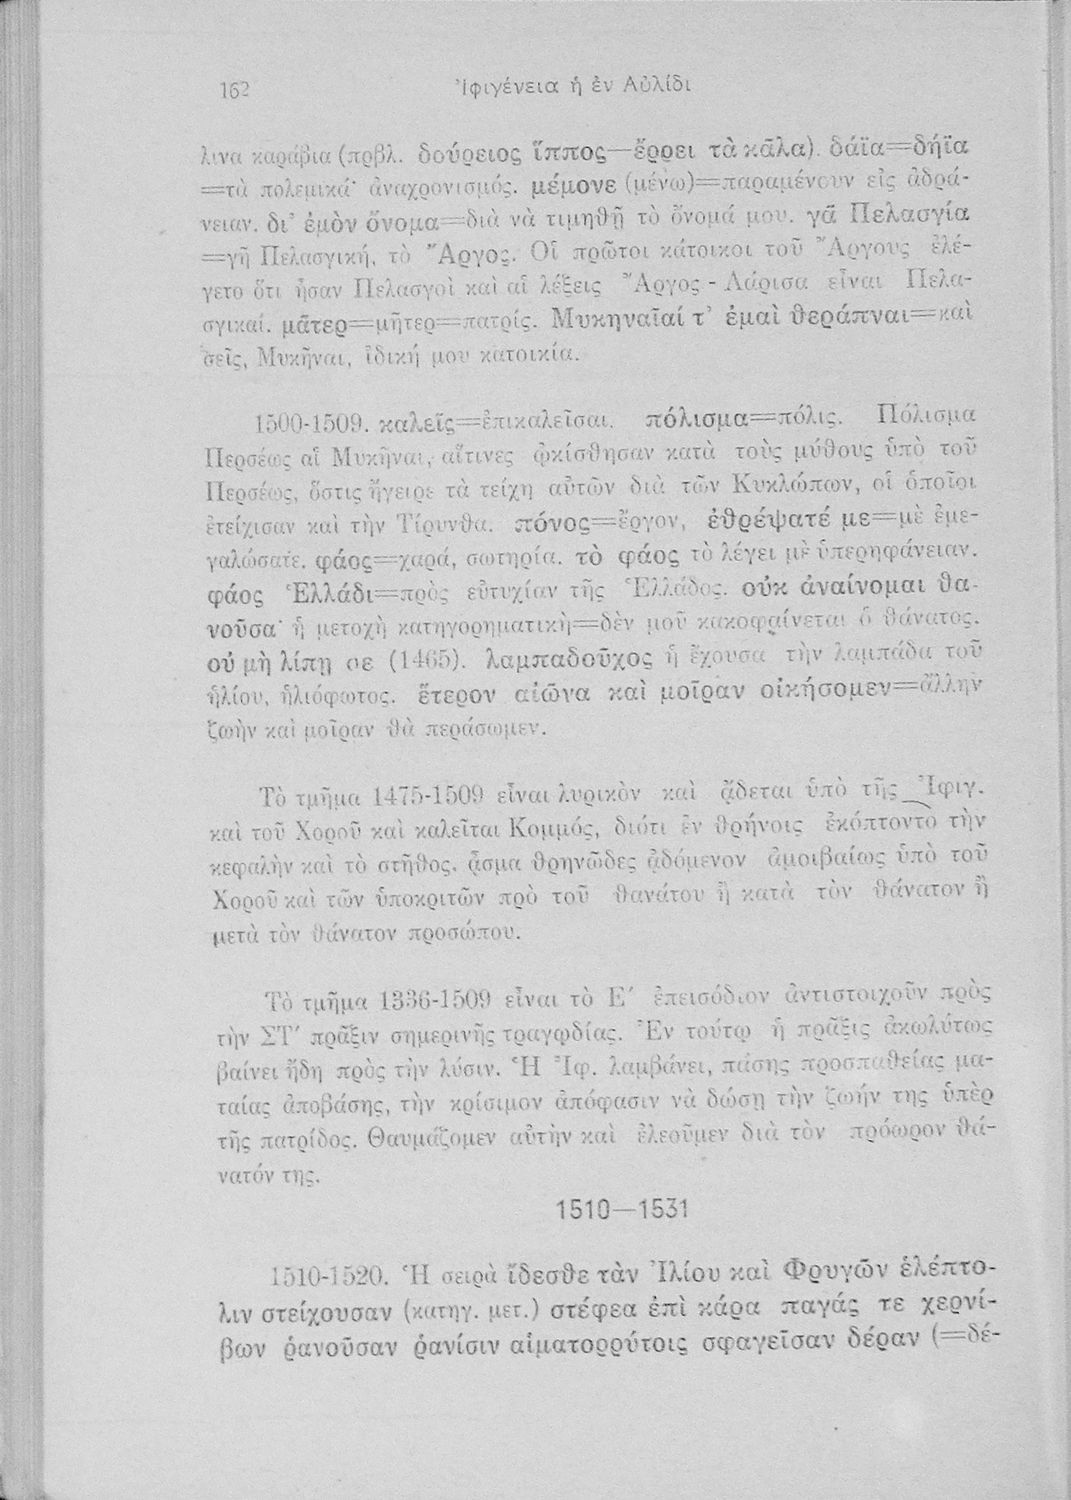 162 Ἰφιγένεια ἡ ἐν Αὐλίδι
λινα καράβια (πρβλ. δούρειος ἵππος—ἔρρει τὰ κᾶλα). δάϊα=δήϊα
=τὰ πολεμικά· ἀναχρονισμός. μέμονε (μένω)=παραμένουν εἰς ἀδρά-
νειαν. δι' ἐμὸν ὄνομα=διὰ νὰ τιμηθῇ τὸ ὄνομά μου. γᾶ Πελασγία
=γῆ Πελασγική, τὸ Ἄργος. Οἱ πρῶτοι κάτοικοι τοῦ Ἄργους ἐλέ-
γετο ὅτι ἦσαν Πελασγοὶ καὶ αἱ λέξεις Ἄργος - Λάρισα εἶναι Πελα-
σγικαί. μᾶτερ=μῆτερ=πατρίς. Μυκηναῖαί τ' ἐμαὶ θεράπναι=καὶ
σεῖς, Μυκῆναι, ἰδική μου κατοικία.
1500-1509. καλεῖς=ἐπικαλεῖσαι. πόλισμα=πόλις. Πόλισμα
Περσέως αἱ Μυκῆναι, αἵτινες ᾠκίσθησαν κατὰ τοὺς μύθους ὑπὸ τοῦ
Περσέως, ὅστις ἤγειρε τὰ τείχη αὐτῶν διὰ τῶν Κυκλώπων, οἱ ὁποῖοι
ἐτείχισαν καὶ τὴν Τίρυνθα. πόνος=ἔργον, ἐθρέψατέ με=μὲ ἐμε-
γαλώσατε. φάος=χαρά, σωτηρία. τὸ φάος τὸ λέγει μὲ ὑπερηφάνειαν.
φάος Ἑλλάδι=πρὸς εὐτυχίαν τῆς Ἑλλάδος. οὐκ ἀναίνομαι θα-
νοῦσα· ἡ μετοχὴ κατηγορηματικὴ=δὲν μοῦ κακοφαίνεται ὁ θάνατος.
οὐ μὴ λίπῃ σε (1465). λαμπαδοῦχος ἡ ἔχουσα τὴν λαμπάδα τοῦ
ἡλίου, ἡλιόφωτος. ἕτερον αἰῶνα καὶ μοῖραν οἰκήσομεν=ἄλλην
ζωὴν καὶ μοῖραν θὰ περάσωμεν.
Τὸ τμῆμα 1475-1509 εἶναι λυρικὸν καὶ ᾄδεται ὑπὸ τῆς Ἰφιγ.
καὶ τοῦ Χοροῦ καὶ καλεῖται Κομμός, διότι ἐν θρήνοις ἐκόπτοντο τὴν
κεφαλὴν καὶ τὸ στῆθος. ᾆσμα θρηνῶδες ᾀδόμενον ἀμοιβαίως ὑπὸ τοῦ
Χοροῦ καὶ τῶν ὑποκριτῶν πρὸ τοῦ θανάτου ἢ κατὰ τὸν θάνατον ἢ
μετὰ τὸν θάνατον προσώπου.
Τὸ τμῆμα 1336-1509 εἶναι τὸ Ε΄ ἐπεισόδιον ἀντιστοιχοῦν πρὸς
τὴν ΣΤ΄ πρᾶξιν σημερινῆς τραγῳδίας. Ἐν τούτῳ ἡ πρᾶξις ἀκωλύτως
βαίνει ἤδη πρὸς τὴν λύσιν. Ἡ Ἰφ. λαμβάνει, πάσης προσπαθείας μα-
ταίας ἀποβάσης, τὴν κρίσιμον ἀπόφασιν νὰ δώσῃ τὴν ζωήν της ὑπὲρ
τῆς πατρίδος. Θαυμάζομεν αὐτὴν καὶ ἐλεοῦμεν διὰ τὸν πρόωρον θά-
νατόν της.
1510—1531
1510-1520. Ἡ σειρὰ ἴδεσθε τὰν Ἰλίου καὶ Φρυγῶν ἑλέπτο-
λιν στείχουσαν (κατηγ. μετ.) στέφεα ἐπὶ κάρα παγάς τε χερνί-
βων ῥανοῦσαν ῥανίσιν αἱματορρύτοις σφαγεῖσαν δέραν (=δέ-